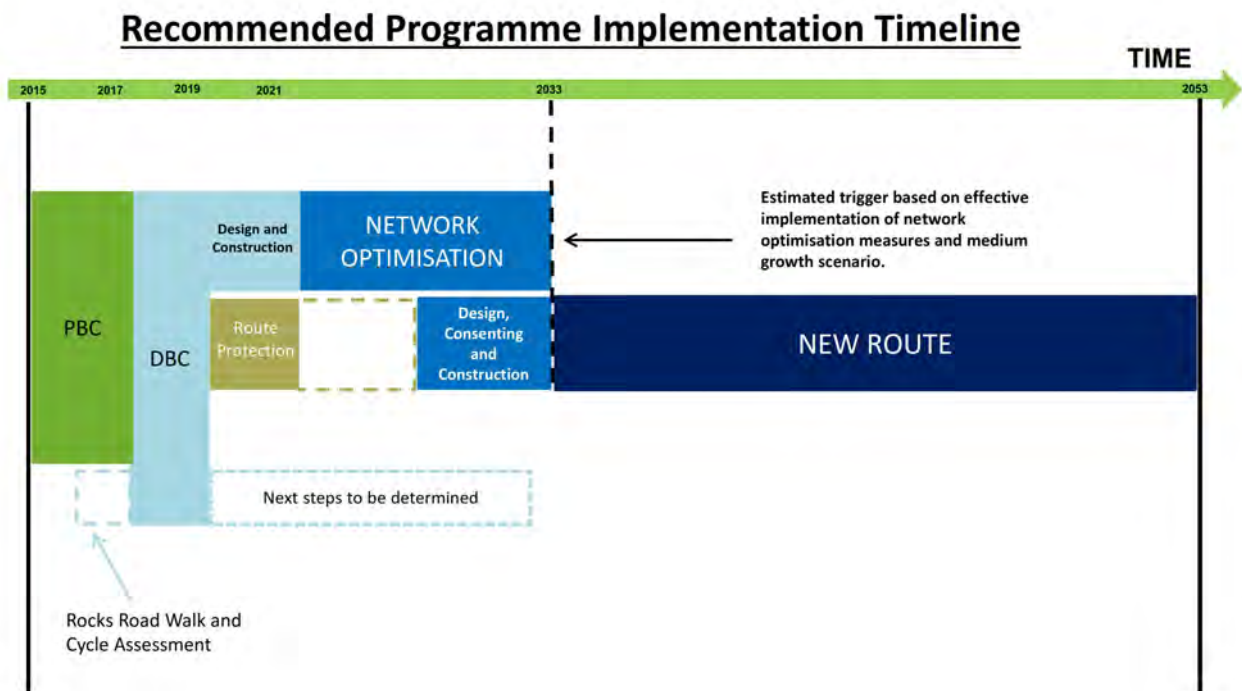 Recommended Programme Implementation Timeline
TIME
2015 2017 2019 2021 2033 2053
Design and
Construction
NETWORK
OPTIMISATION
Estimated trigger based on effective
implementation of network
optimisation measures and medium
growth scenario.
PBC
DBC
Route
Protection
Design,
Consenting
and
Construction
NEW ROUTE
Next steps to be determined
Rocks Road Walk and
Cycle Assessment